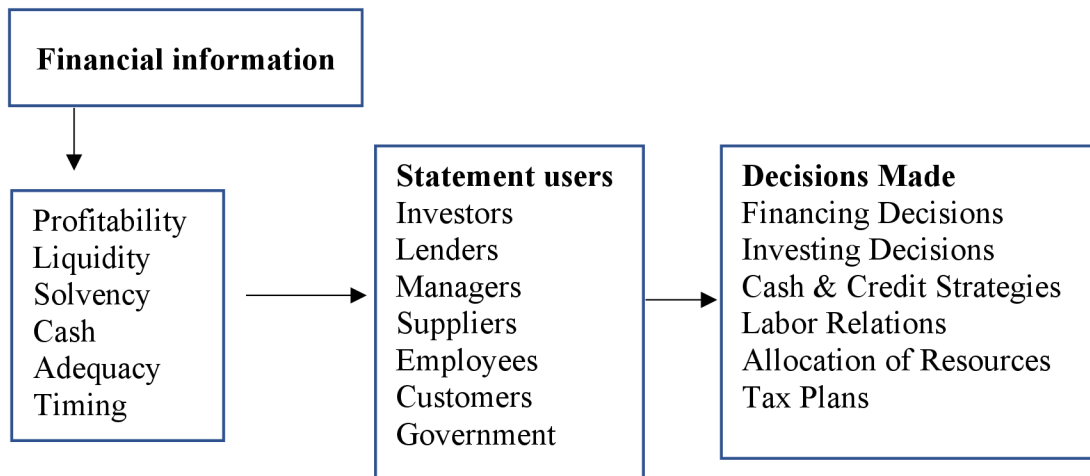 Financial information
Profitability
Liquidity
Solvency
Cash
Adequacy
Timing
Statement users
Investors
Lenders
Managers
Suppliers
Employees
Customers
Government
Decisions Made
Financing Decisions
Investing Decisions
Cash & Credit Strategies
Labor Relations
Allocation of Resources
Tax Plans